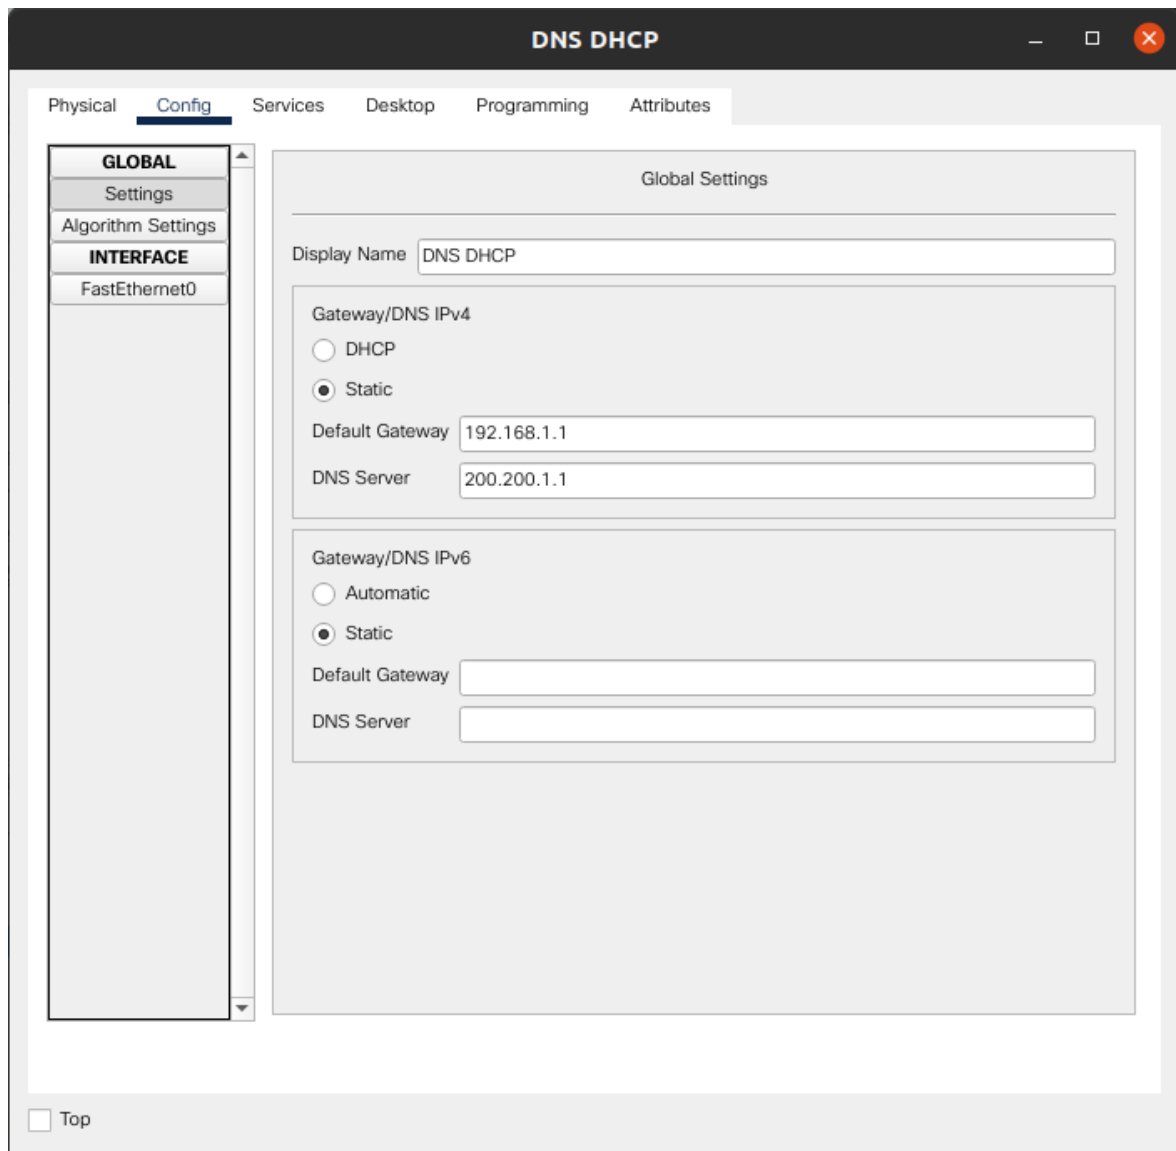 DNS DHCP
Physical Config Services Desktop Programming Attributes
GLOBAL
Settings
Algorithm Settings
INTERFACE
FastEthernet0
Global Settings
Display Name DNS DHCP
Gateway/DNS IPv4
DHCP
Static
Default Gateway 192.168.1.1
DNS Server 200.200.1.1
Gateway/DNS IPv6
Automatic
Static
Default Gateway
DNS Server
Top